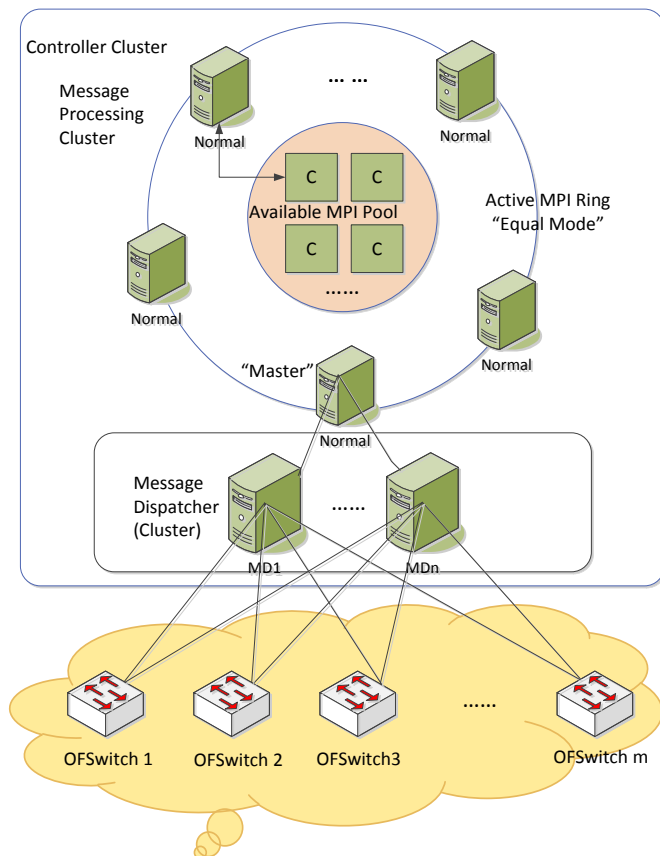 Controller Cluster
Message
Processing
Cluster
... ...
Normal
Normal
C
C
Available MPI Pool
C
C
......
Active MPI Ring
“Equal Mode”
Normal
Normal
“Master”
Normal
Message
Dispatcher
(Cluster)
......
MD1
MDn
......
OFSwitch 1
OFSwitch 2
OFSwitch3
OFSwitch m